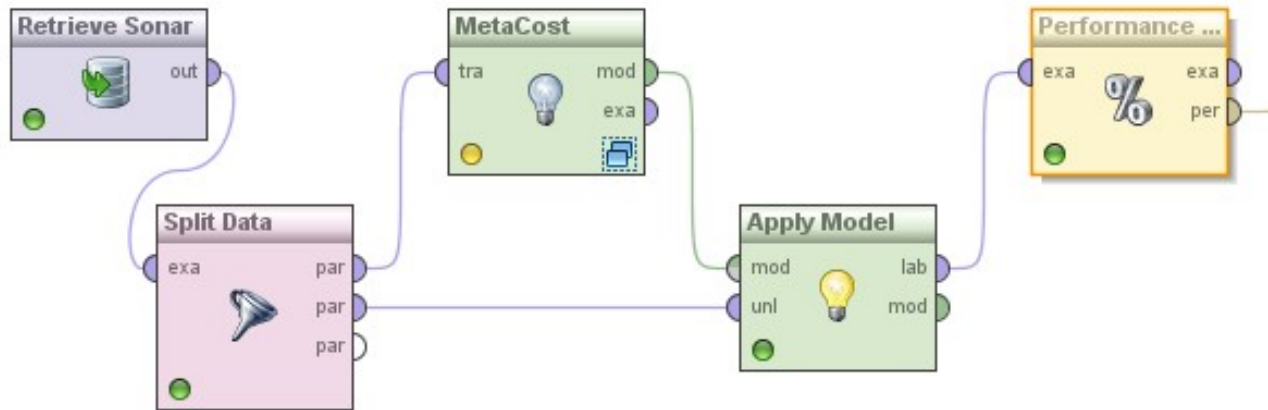 Retrieve Sonar
out
MetaCost
tra mod
exa
Performance ...
exa exa
per
Split Data
exa par
par
par
Apply Model
mod lab
unl mod